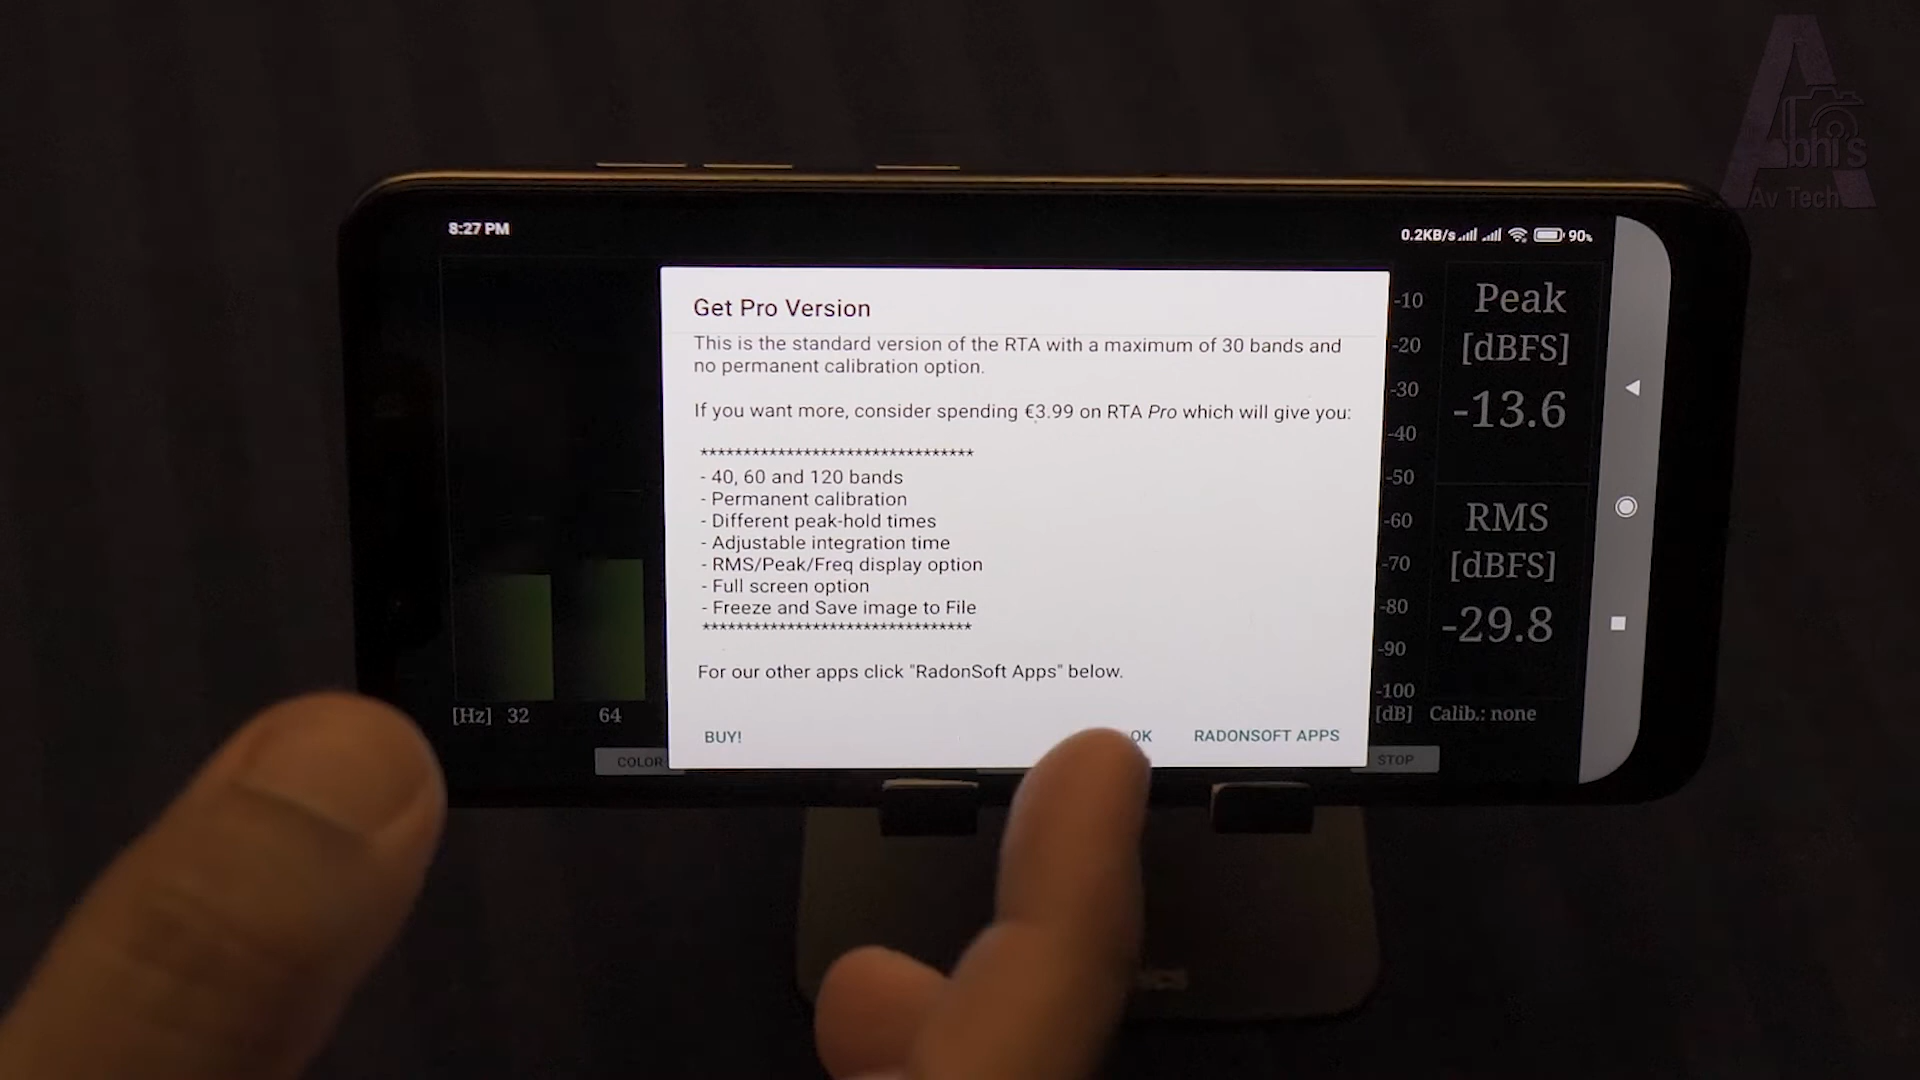 Abhi's
Av Tech
8:27 PM
0.2KB/s
90%
Get Pro Version
This is the standard version of the RTA with a maximum of 30 bands and
no permanent calibration option.
If you want more, consider spending €3.99 on RTA Pro which will give you:
*******************************
- 40, 60 and 120 bands
- Permanent calibration
- Different peak-hold times
- Adjustable integration time
- RMS/Peak/Freq display option
- Full screen option
- Freeze and Save image to File
*******************************
For our other apps click "RadonSoft Apps" below.
BUY!
OK
RADONSOFT APPS
-10
-20
-30
-40
-50
-60
-70
-80
-90
-100
[dB]
Peak
[dBFS]
-13.6
RMS
[dBFS]
-29.8
Calib.: none
[Hz] 32 64
COLOR
STOP